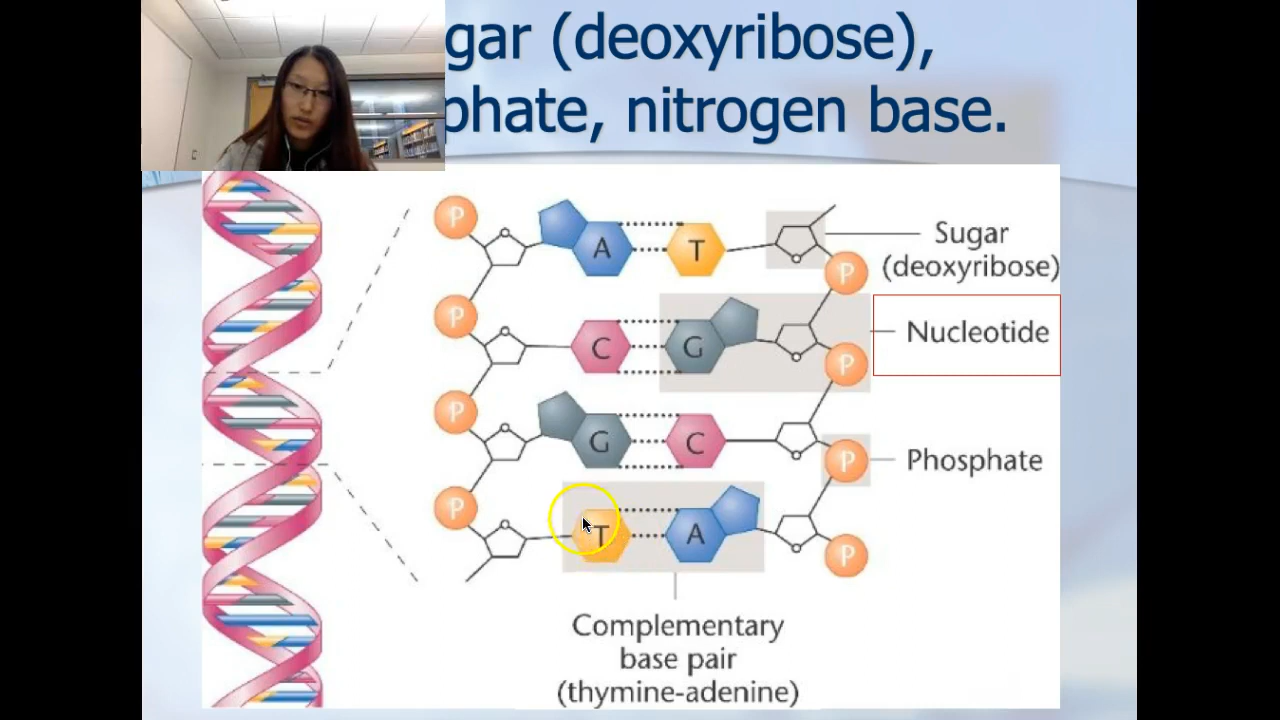 gar (deoxyribose),
phate, nitrogen base.
P A T
Sugar
(deoxyribose)
P
P C G
Nucleotide
P
P G C
P
Phosphate
P T A
P
Complementary
base pair
(thymine-adenine)